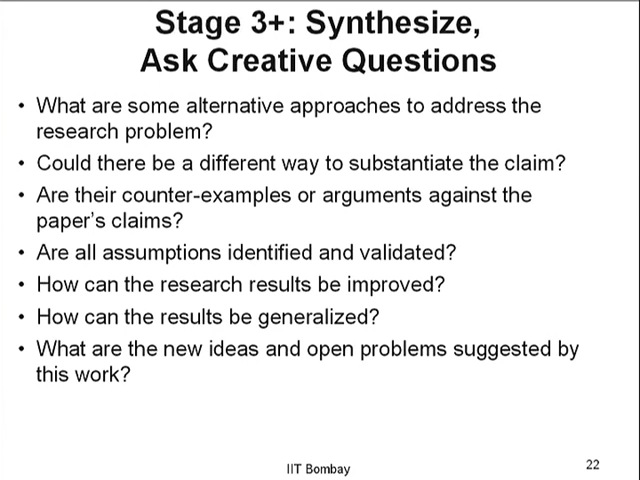 Stage 3+: Synthesize,
Ask Creative Questions
• What are some alternative approaches to address the
research problem?
• Could there be a different way to substantiate the claim?
• Are their counter-examples or arguments against the
paper's claims?
• Are all assumptions identified and validated?
• How can the research results be improved?
• How can the results be generalized?
• What are the new ideas and open problems suggested by
this work?
IIT Bombay
22